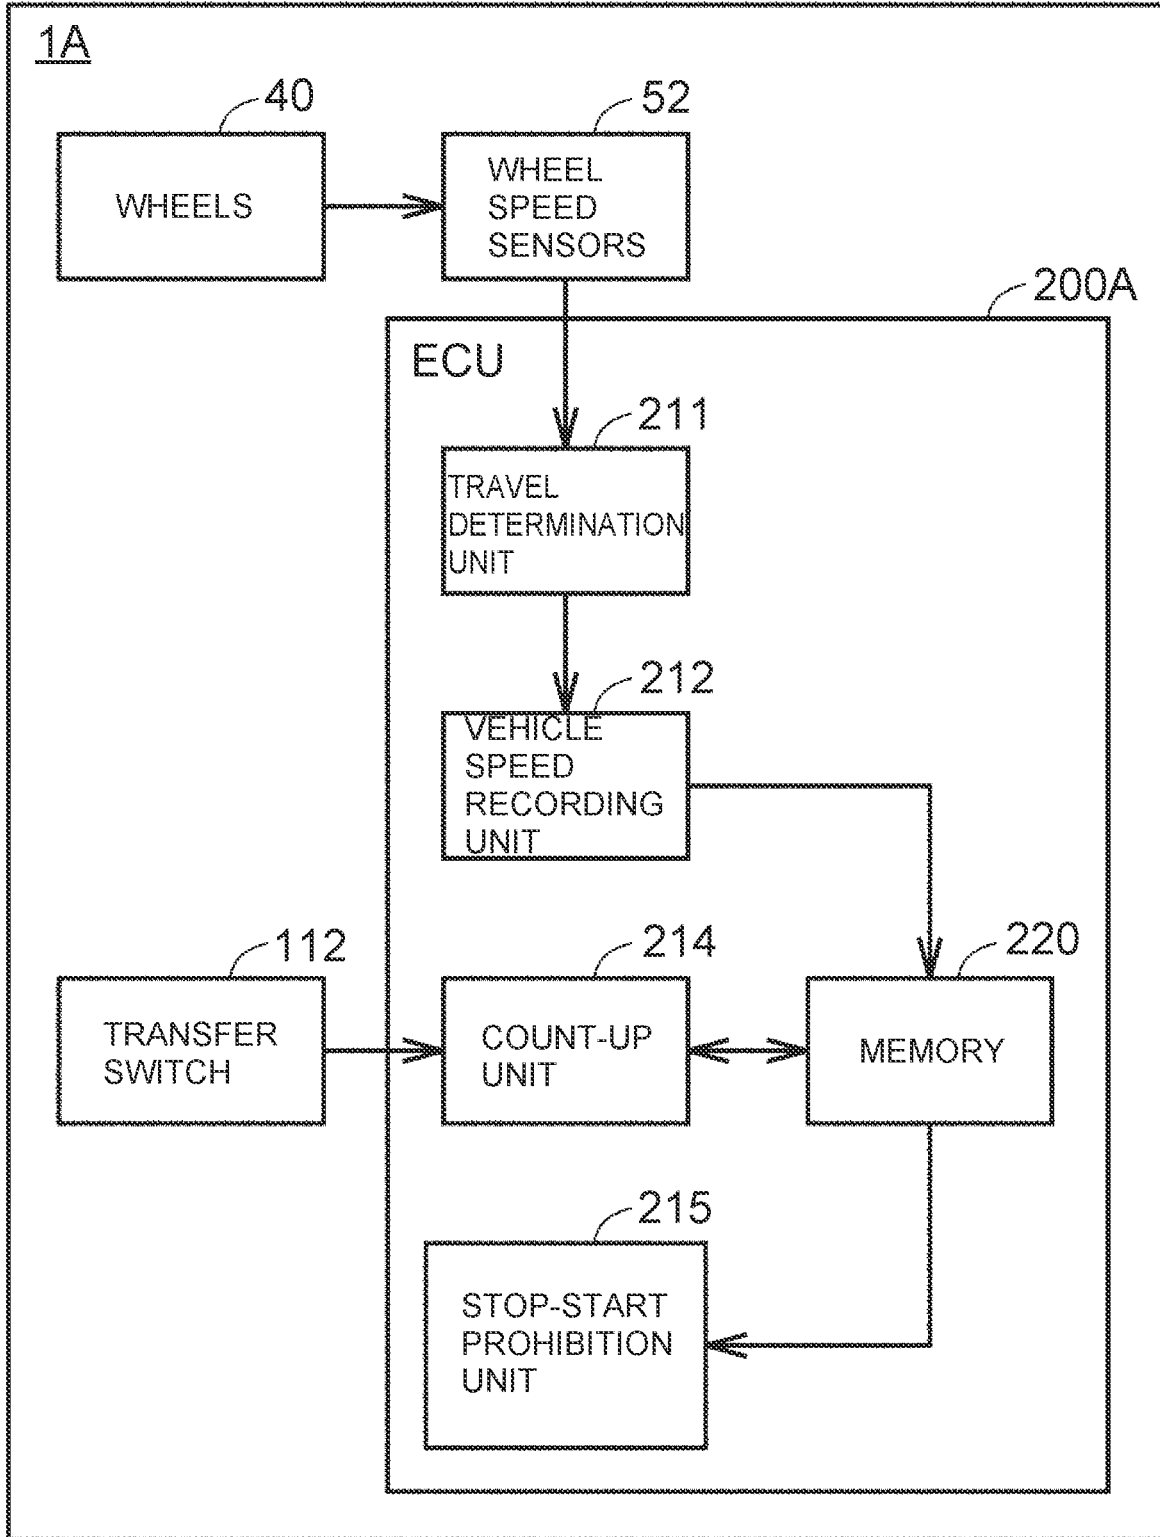 1A
40
52
WHEELS
WHEEL
SPEED
SENSORS
200A
ECU
211
TRAVEL
DETERMINATION
UNIT
212
VEHICLE
SPEED
RECORDING
UNIT
112
214
220
TRANSFER
SWITCH
COUNT-UP
UNIT
MEMORY
215
STOP-START
PROHIBITION
UNIT